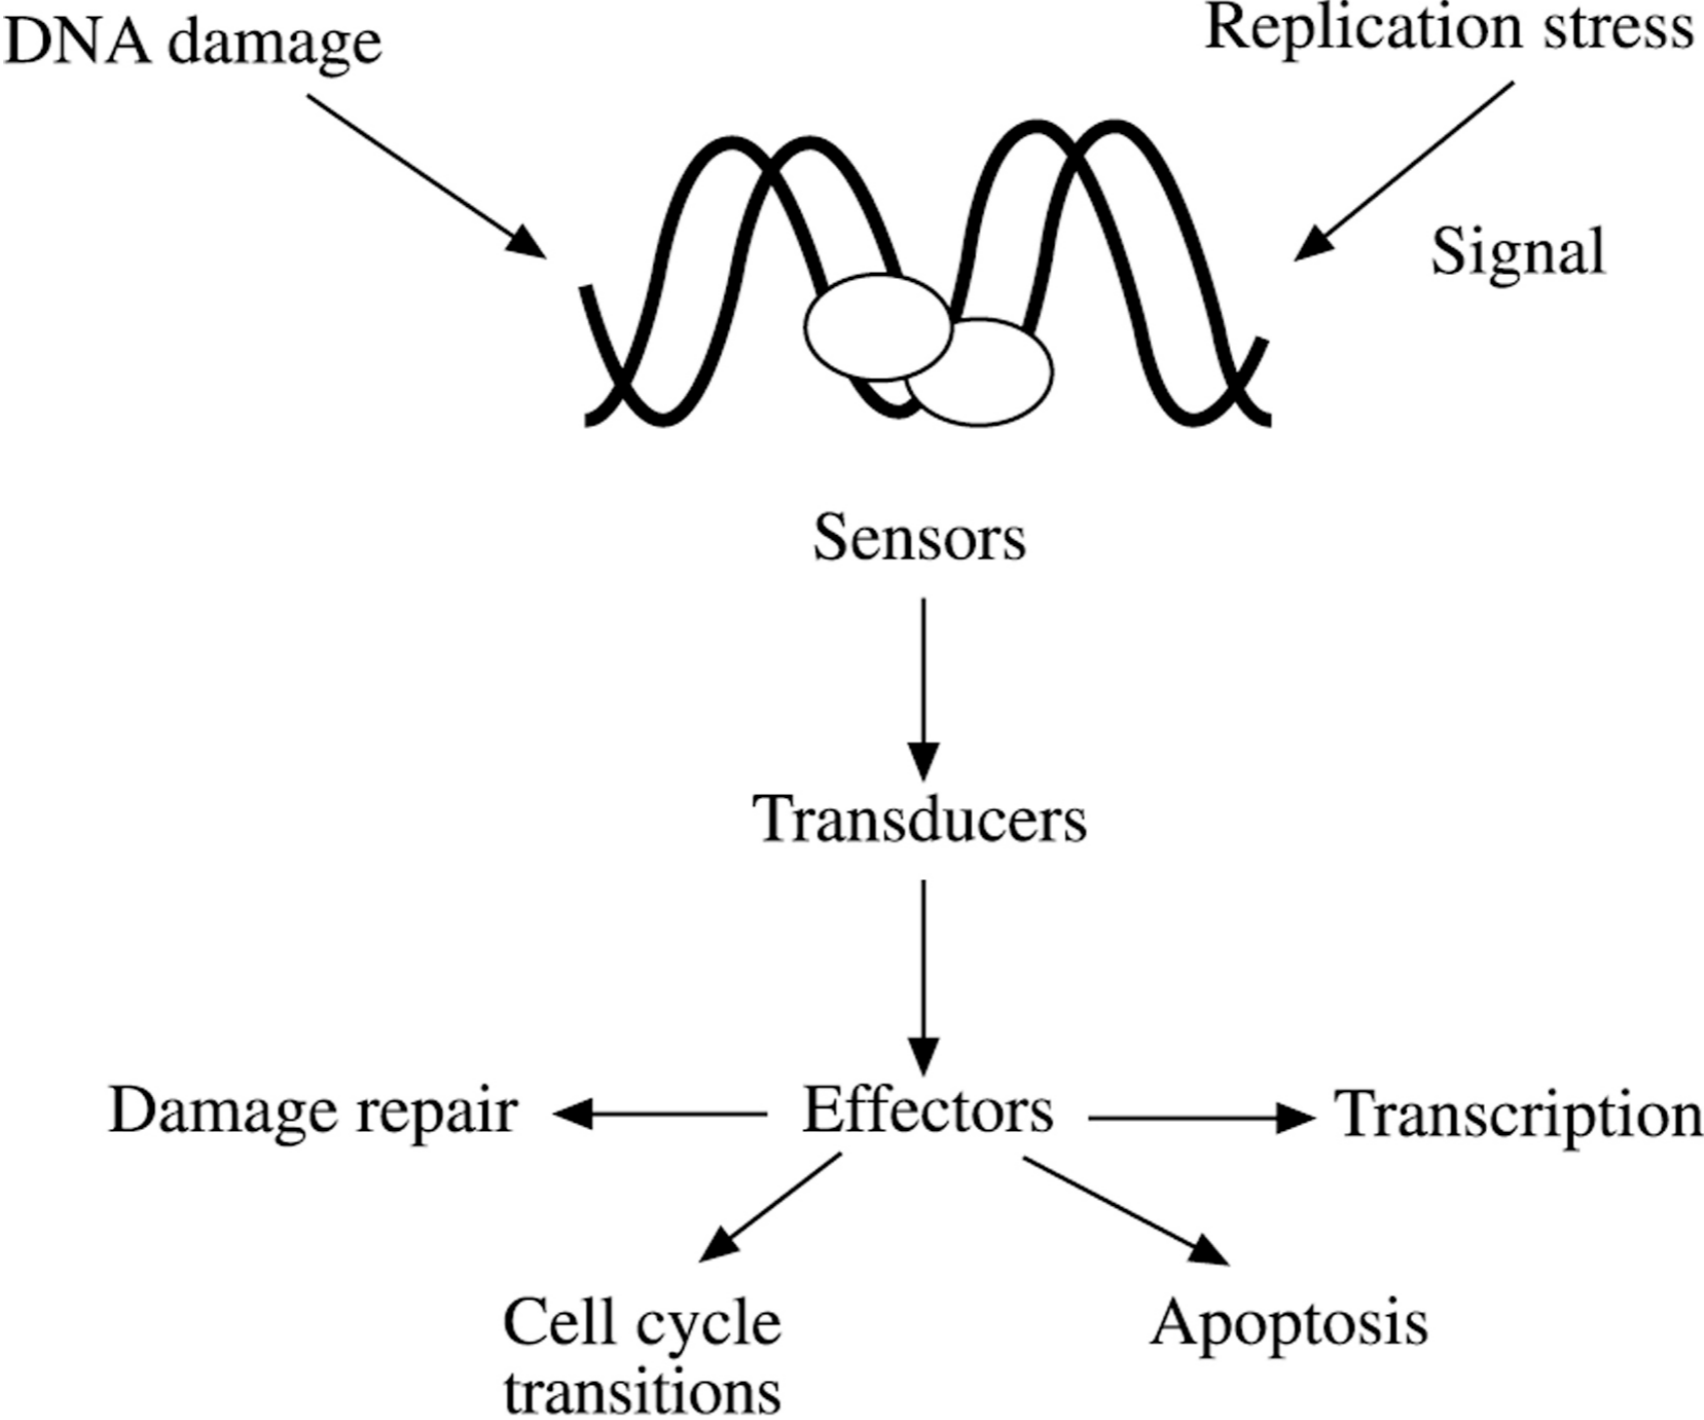 DNA damage
Replication stress
Signal
Sensors
Transducers
Damage repair
Effectors
Transcription
Cell cycle
transitions
Apoptosis